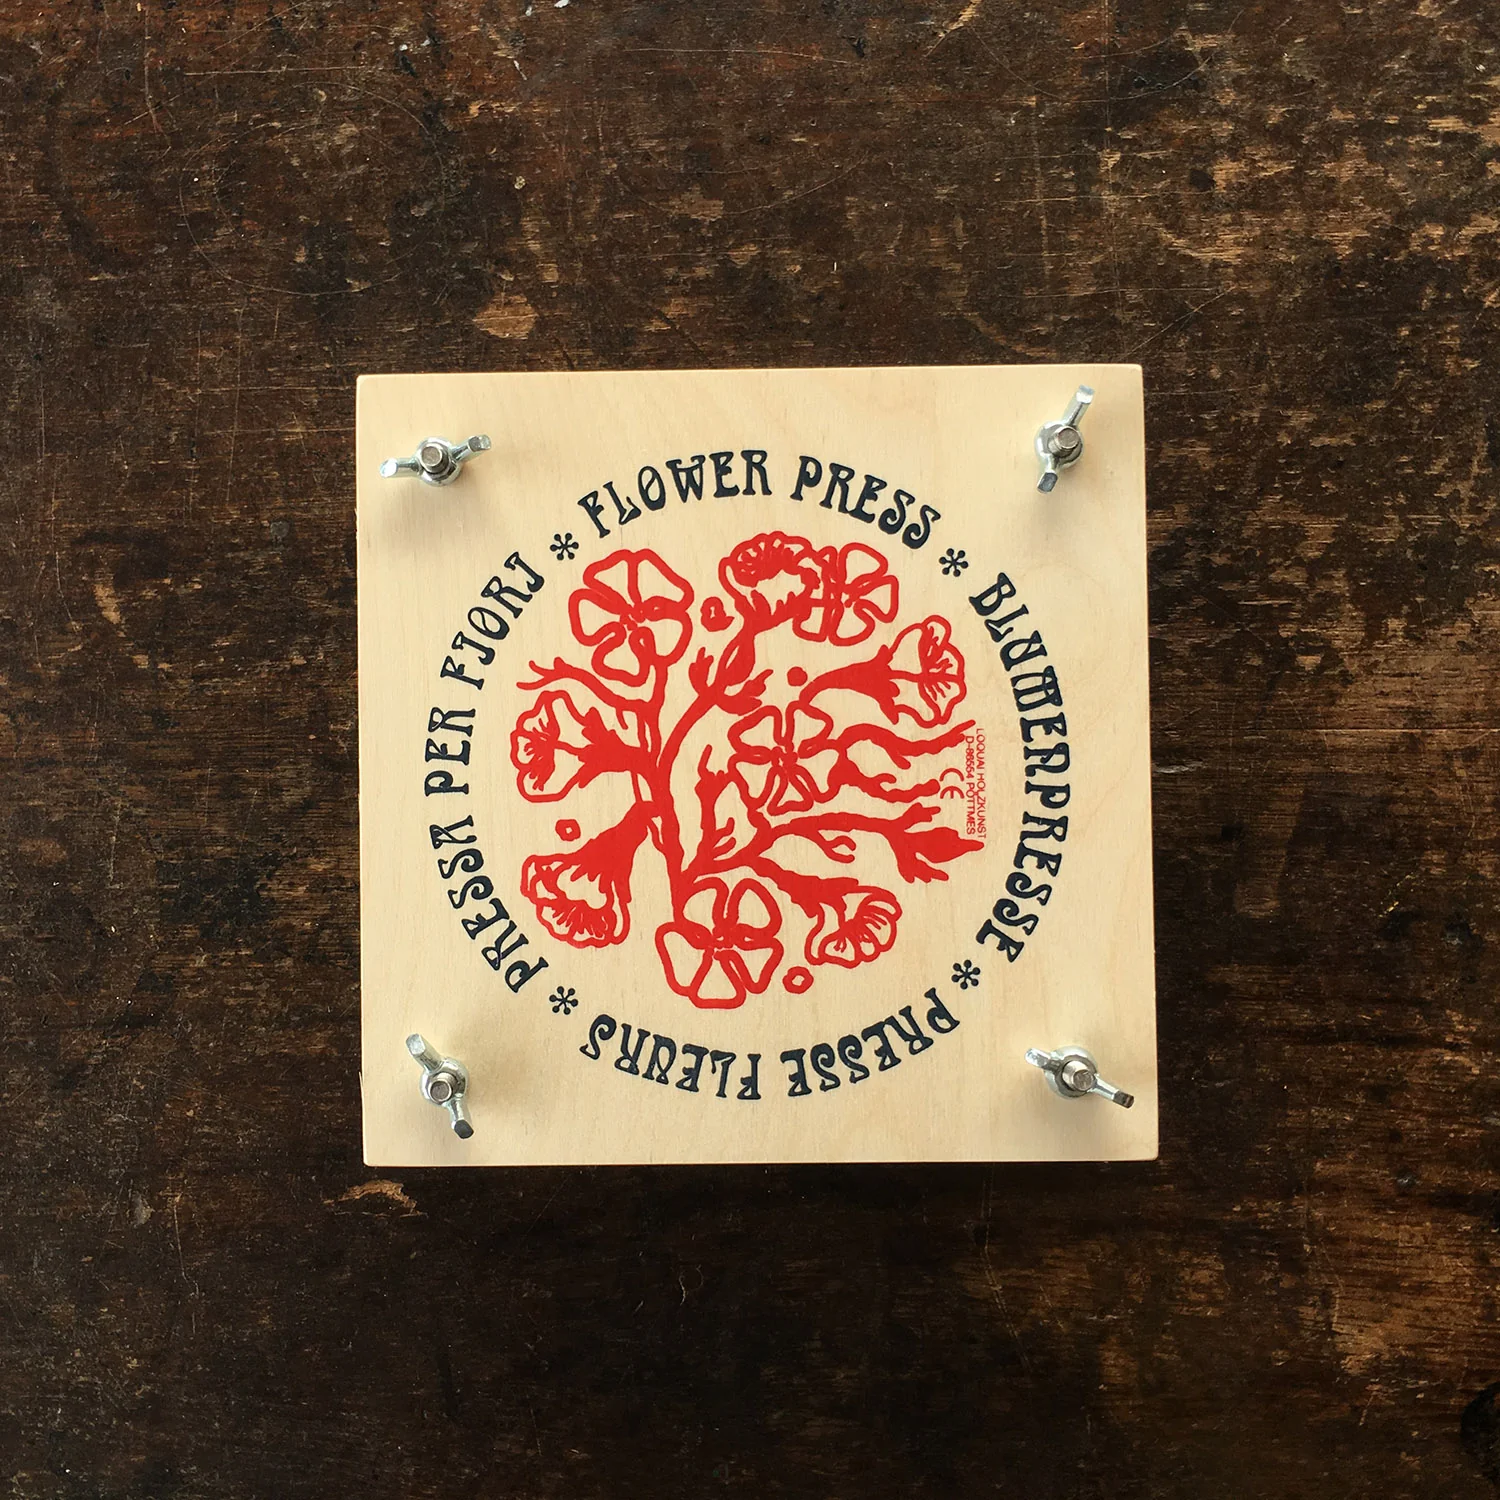 FLOWER PRESS * BLUMENPRESSE * PRESSE FLEURS * PRESSA PER FIORI *
LOQUAI HOLZKUNST
D-86554 PÖTTMES
CE